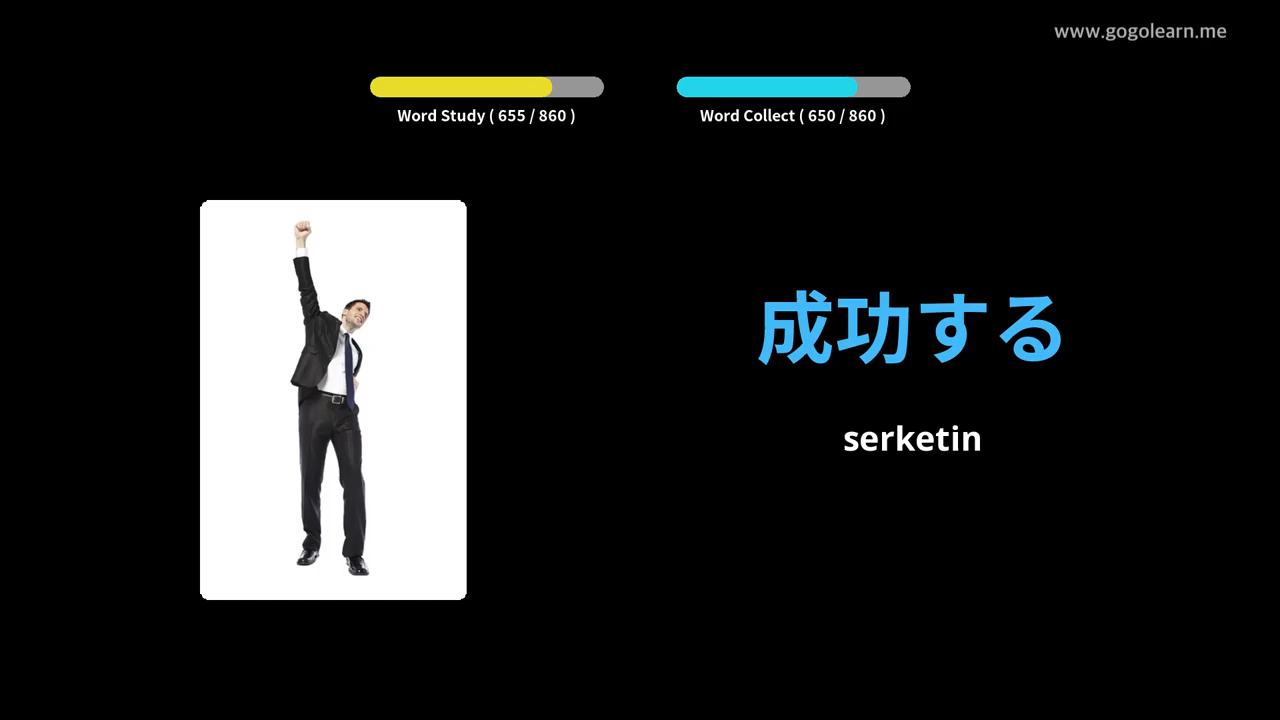 www.gogolearn.me
Word Study ( 655 / 860 )
Word Collect ( 650 / 860 )
成功する
serketin